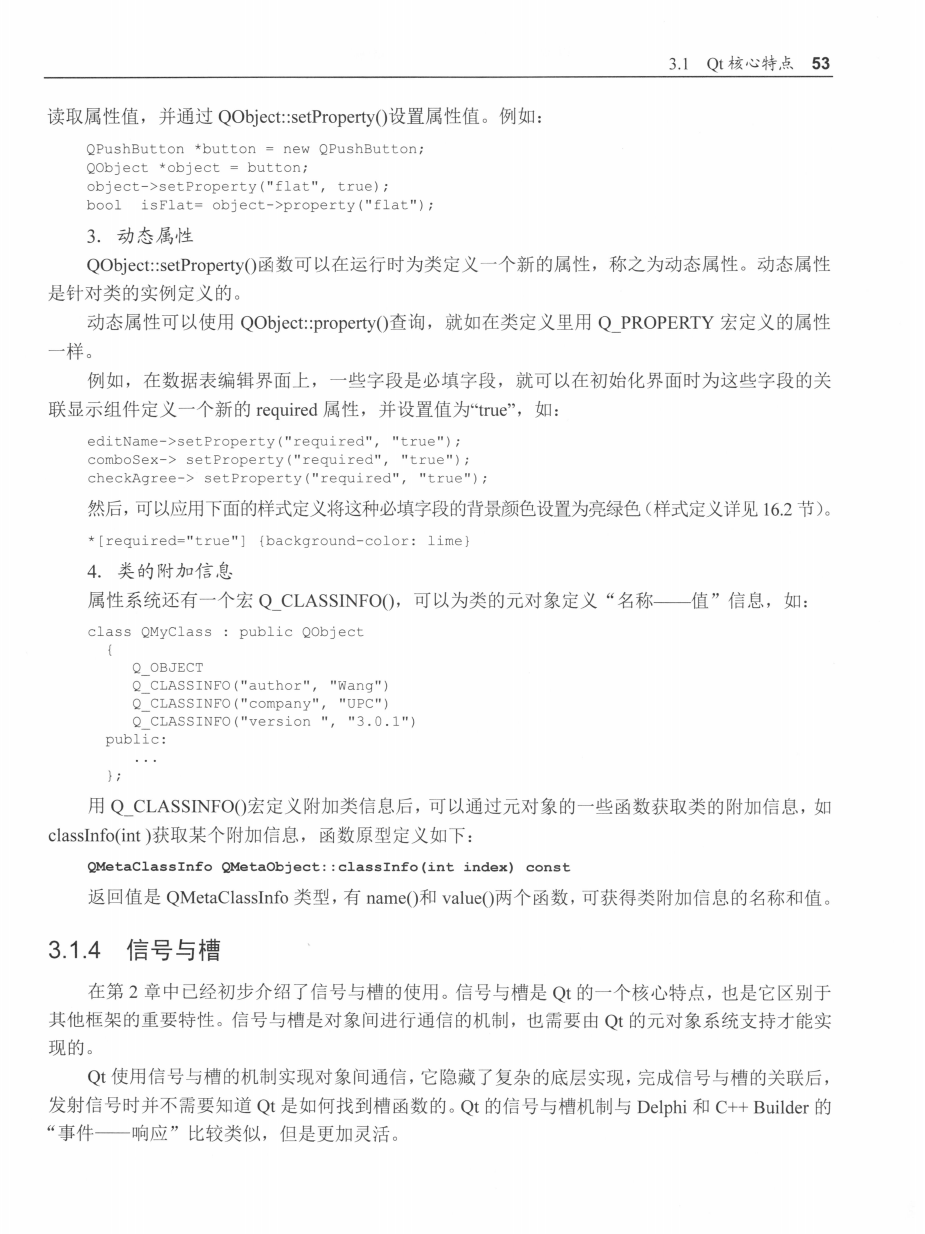 3.1 Qt 核心特点 53
读取属性值，并通过 QObject::setProperty()设置属性值。例如：
QPushButton *button = new QPushButton;
QObject *object = button;
object->setProperty("flat", true);
bool  isFlat= object->property("flat");
3．动态属性
QObject::setProperty()函数可以在运行时为类定义一个新的属性，称之为动态属性。动态属性
是针对类的实例定义的。
动态属性可以使用 QObject::property()查询，就如在类定义里用 Q_PROPERTY 宏定义的属性
一样。
例如，在数据表编辑界面上，一些字段是必填字段，就可以在初始化界面时为这些字段的关
联显示组件定义一个新的 required 属性，并设置值为“true”，如：
editName->setProperty("required", "true");
comboSex-> setProperty("required", "true");
checkAgree-> setProperty("required", "true");
然后，可以应用下面的样式定义将这种必填字段的背景颜色设置为亮绿色（样式定义详见 16.2 节）。
*[required="true"] {background-color: lime}
4．类的附加信息
属性系统还有一个宏 Q_CLASSINFO()，可以为类的元对象定义“名称——值”信息，如：
class QMyClass : public QObject
{
Q_OBJECT
Q_CLASSINFO("author", "Wang")
Q_CLASSINFO("company", "UPC")
Q_CLASSINFO("version ", "3.0.1")
public:
...
};
用 Q_CLASSINFO()宏定义附加类信息后，可以通过元对象的一些函数获取类的附加信息，如
classInfo(int )获取某个附加信息，函数原型定义如下：
QMetaClassInfo QMetaObject::classInfo(int index) const
返回值是 QMetaClassInfo 类型，有 name()和 value()两个函数，可获得类附加信息的名称和值。
3.1.4 信号与槽
在第 2 章中已经初步介绍了信号与槽的使用。信号与槽是 Qt 的一个核心特点，也是它区别于
其他框架的重要特性。信号与槽是对象间进行通信的机制，也需要由 Qt 的元对象系统支持才能实
现的。
Qt 使用信号与槽的机制实现对象间通信，它隐藏了复杂的底层实现，完成信号与槽的关联后，
发射信号时并不需要知道 Qt 是如何找到槽函数的。Qt 的信号与槽机制与 Delphi 和 C++ Builder 的
“事件——响应”比较类似，但是更加灵活。